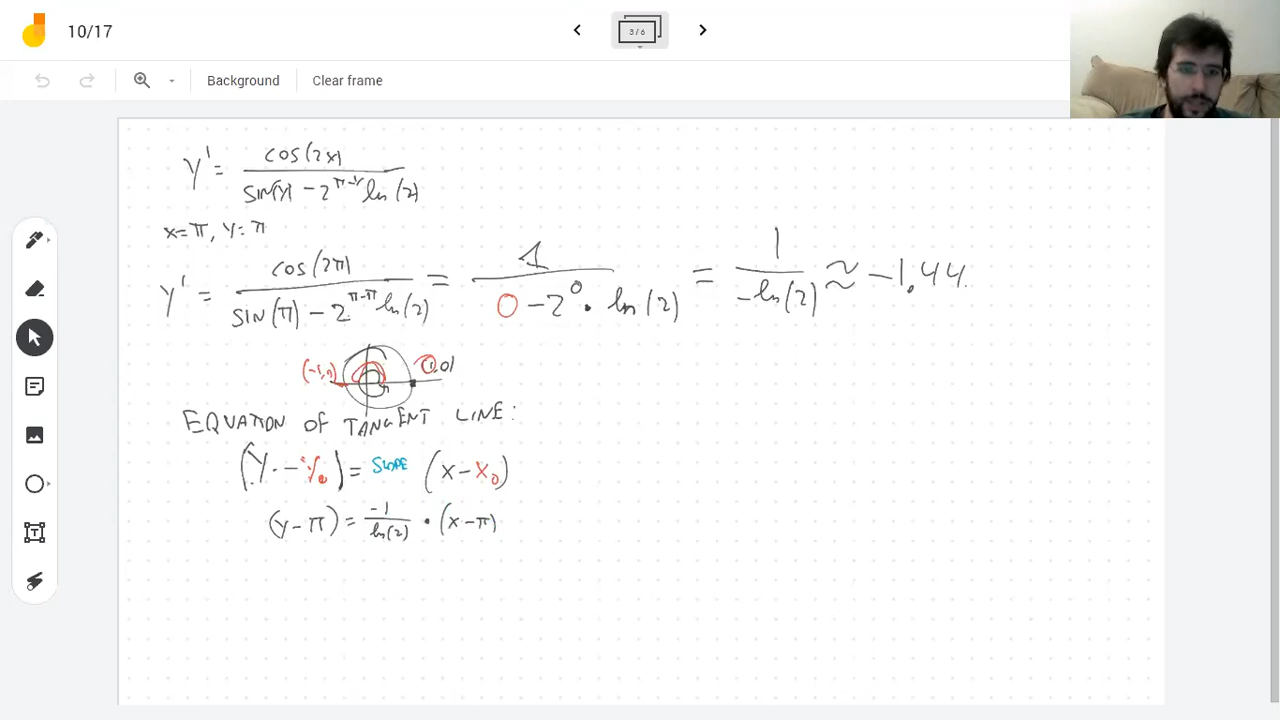 10/17
3 / 6
Background
Clear frame
y' = cos(2x) / (sin(y) - 2^(π-y) ln(2))
x=π, y=π
y' = cos(2π) / (SIN(π) - 2^(π-π) ln(2)) = 1 / (0 - 2^0 · ln(2)) = 1 / (-ln(2)) ≈ -1.44
(-1,0) (1,0)
EQUATION OF TANGENT LINE:
(y - y₀) = SLOPE (x - x₀)
(y - π) = -1/ln(2) · (x - π)